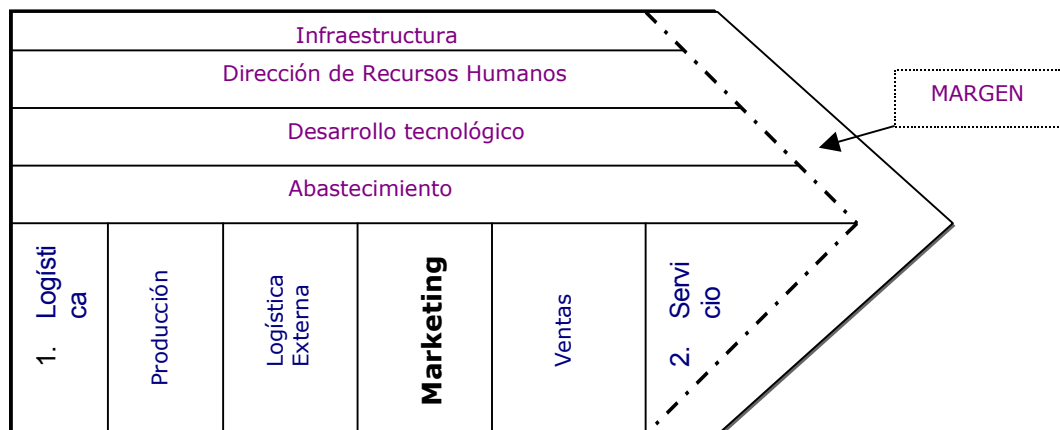 Infraestructura
Dirección de Recursos Humanos
MARGEN
Desarrollo tecnológico
Abastecimiento
1. Logísti
ca
Producción
Logística
Externa
Marketing
Ventas
2. Servi
cio